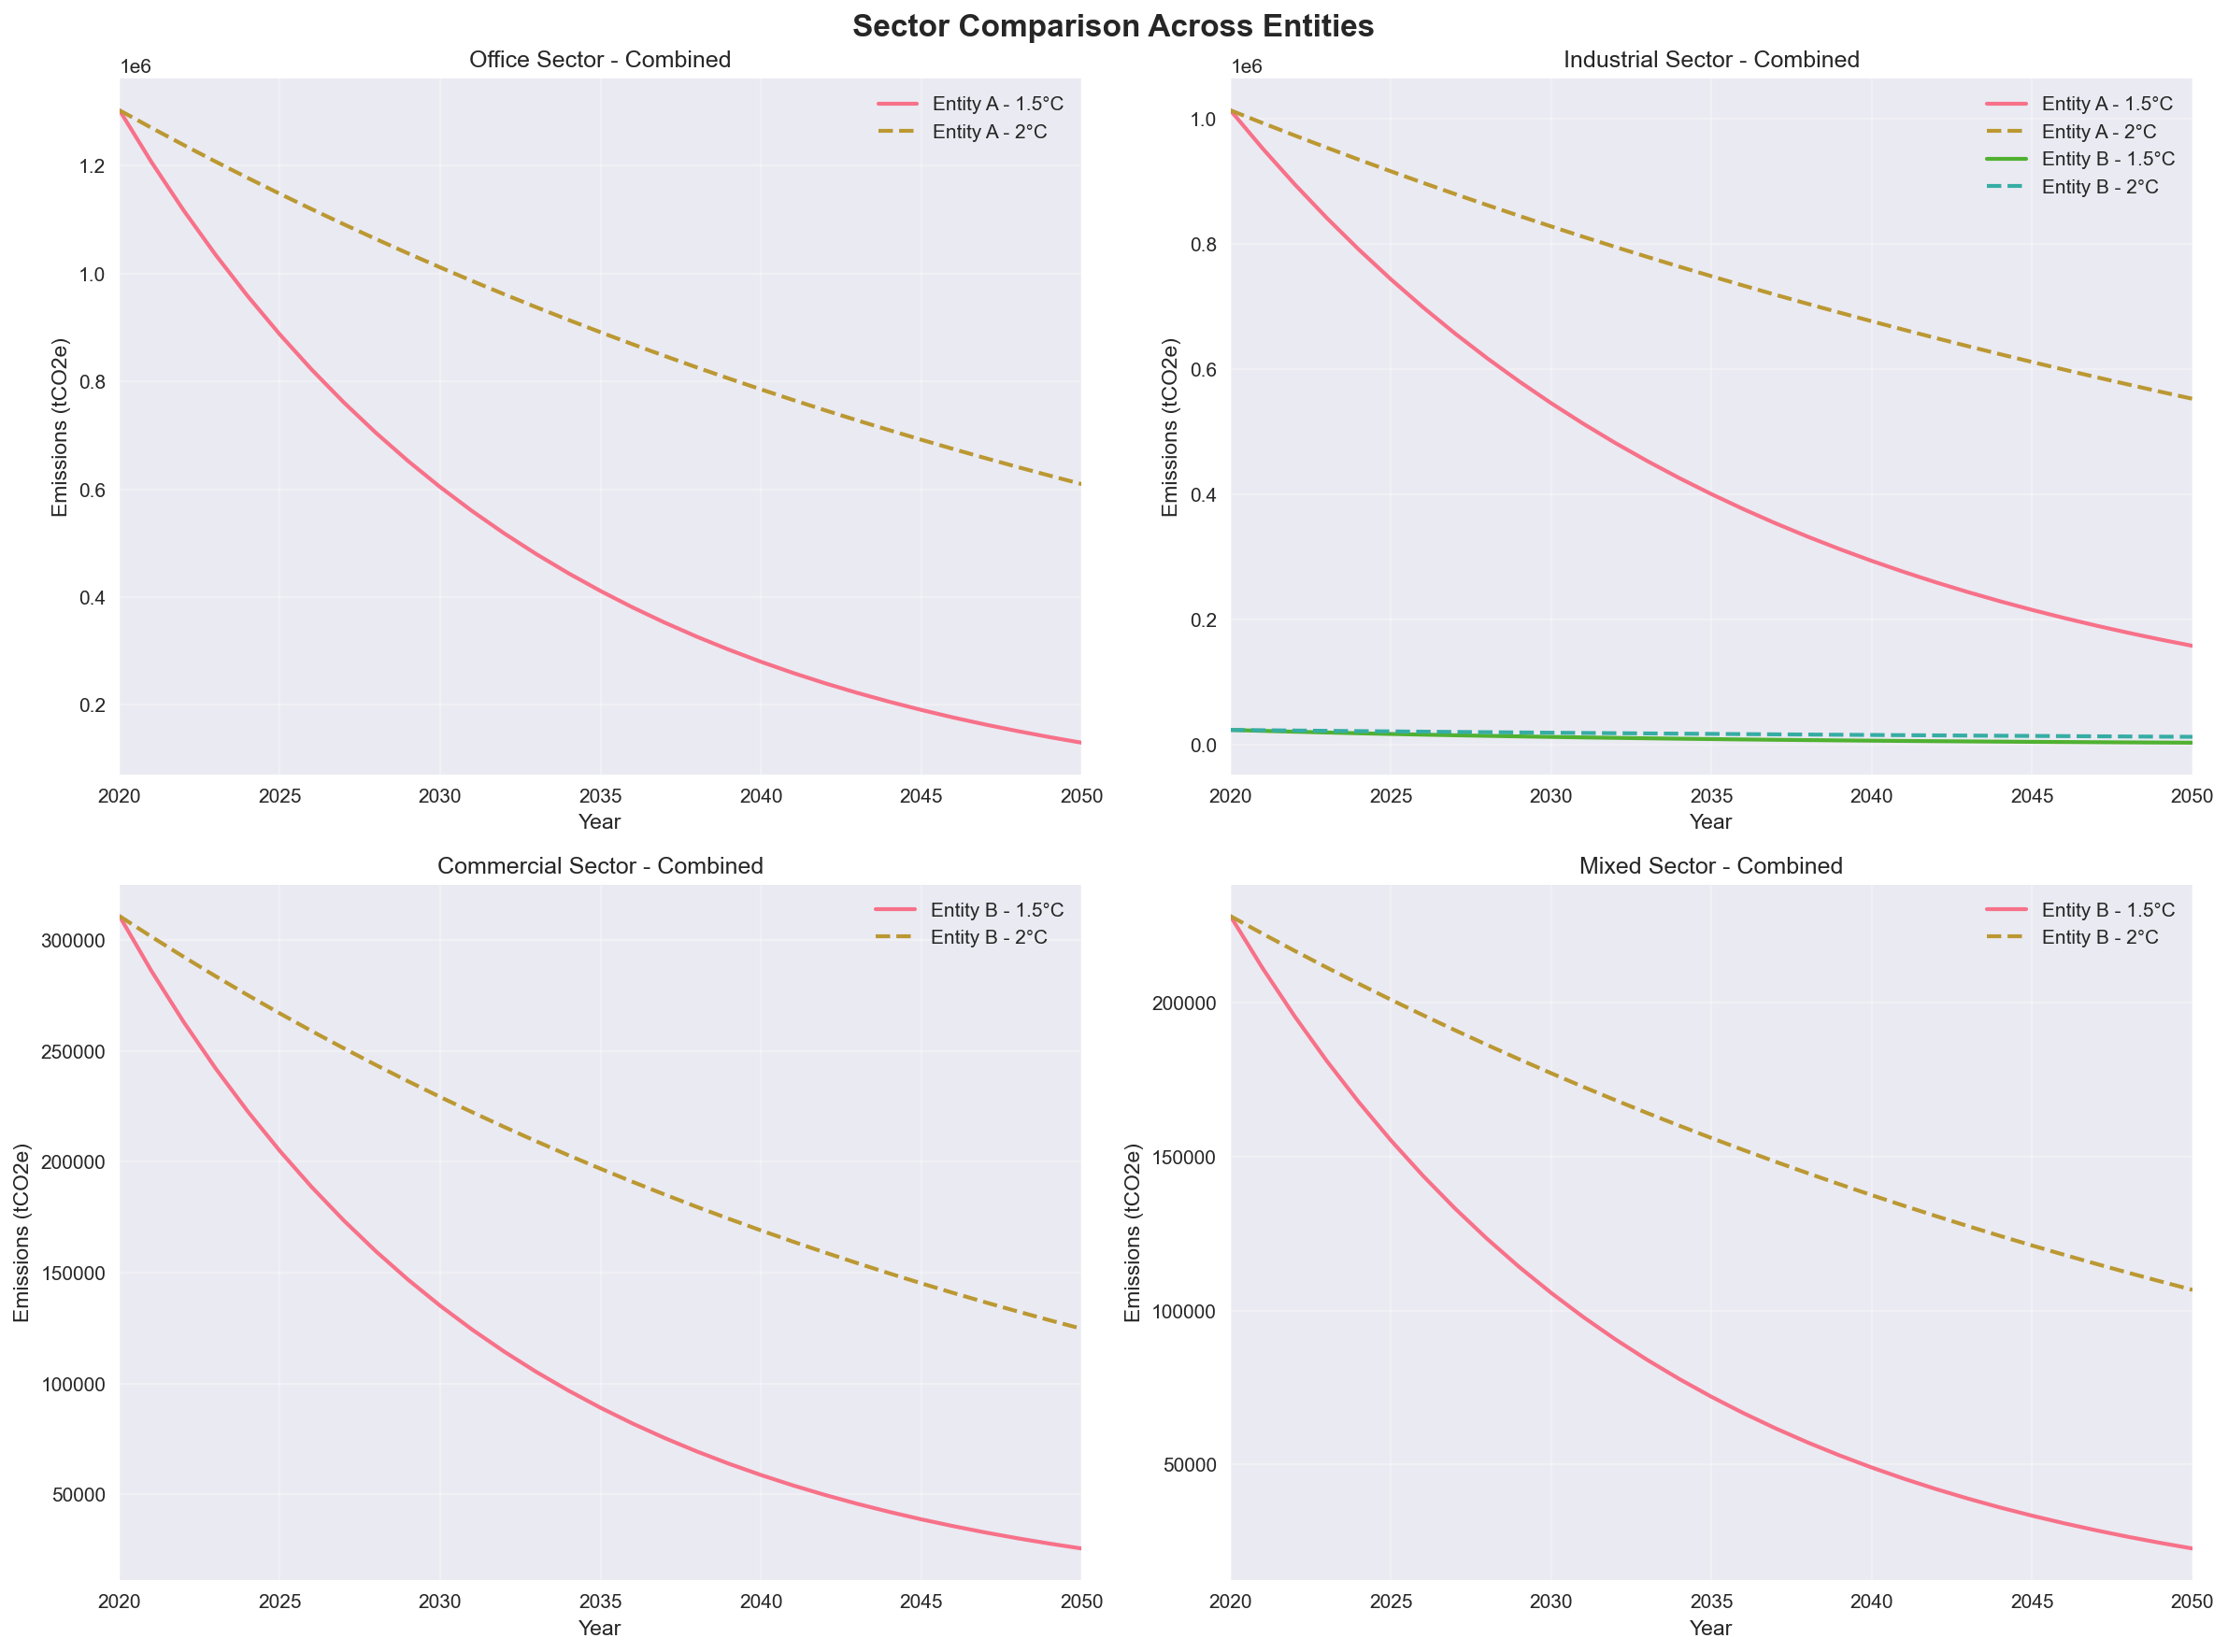 Sector Comparison Across Entities
Office Sector - Combined
1e6
Entity A - 1.5°C
Entity A - 2°C
1.2
1.0
0.8
0.6
0.4
0.2
Emissions (tCO2e)
2020 2025 2030 2035 2040 2045 2050
Year
Industrial Sector - Combined
1e6
Entity A - 1.5°C
Entity A - 2°C
Entity B - 1.5°C
Entity B - 2°C
1.0
0.8
0.6
0.4
0.2
0.0
Emissions (tCO2e)
2020 2025 2030 2035 2040 2045 2050
Year
Commercial Sector - Combined
Entity B - 1.5°C
Entity B - 2°C
300000
250000
200000
150000
100000
50000
Emissions (tCO2e)
2020 2025 2030 2035 2040 2045 2050
Year
Mixed Sector - Combined
Entity B - 1.5°C
Entity B - 2°C
200000
150000
100000
50000
Emissions (tCO2e)
2020 2025 2030 2035 2040 2045 2050
Year